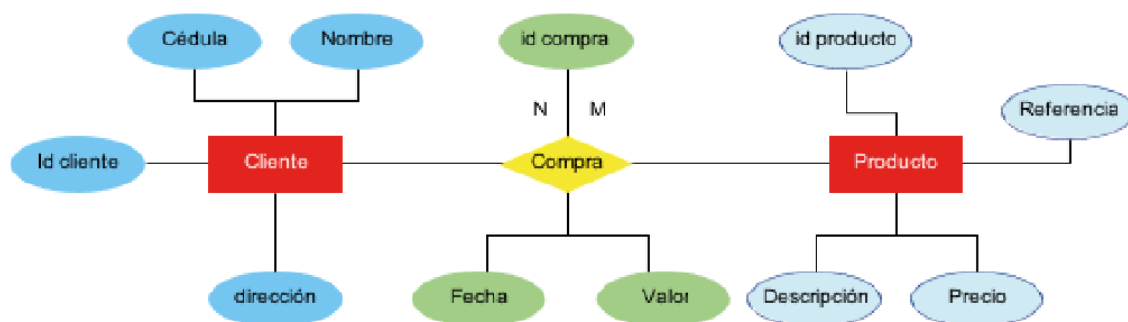 Cédula
Nombre
id compra
id producto
N
M
Referencia
Id cliente
Cliente
Compra
Producto
dirección
Fecha
Valor
Descripción
Precio